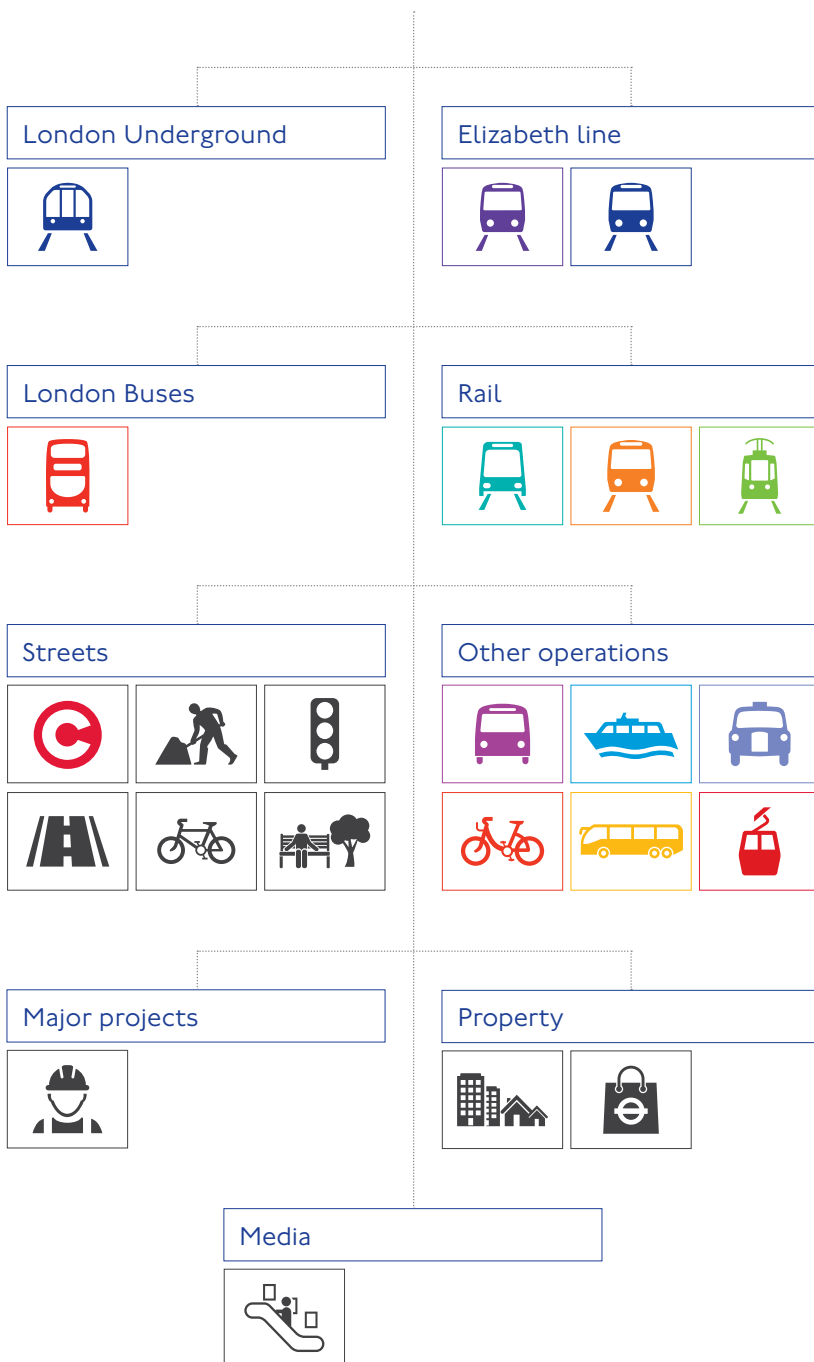 London Underground
Elizabeth line
London Buses
Rail
Streets
Other operations
Major projects
Property
Media